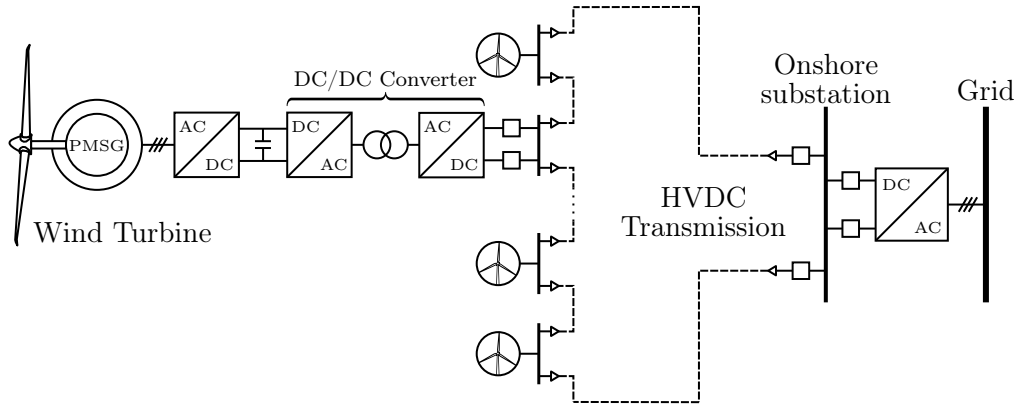 DC/DC Converter
PMSG
AC
DC
DC
AC
AC
DC
Wind Turbine
HVDC
Transmission
Onshore
substation
DC
AC
Grid